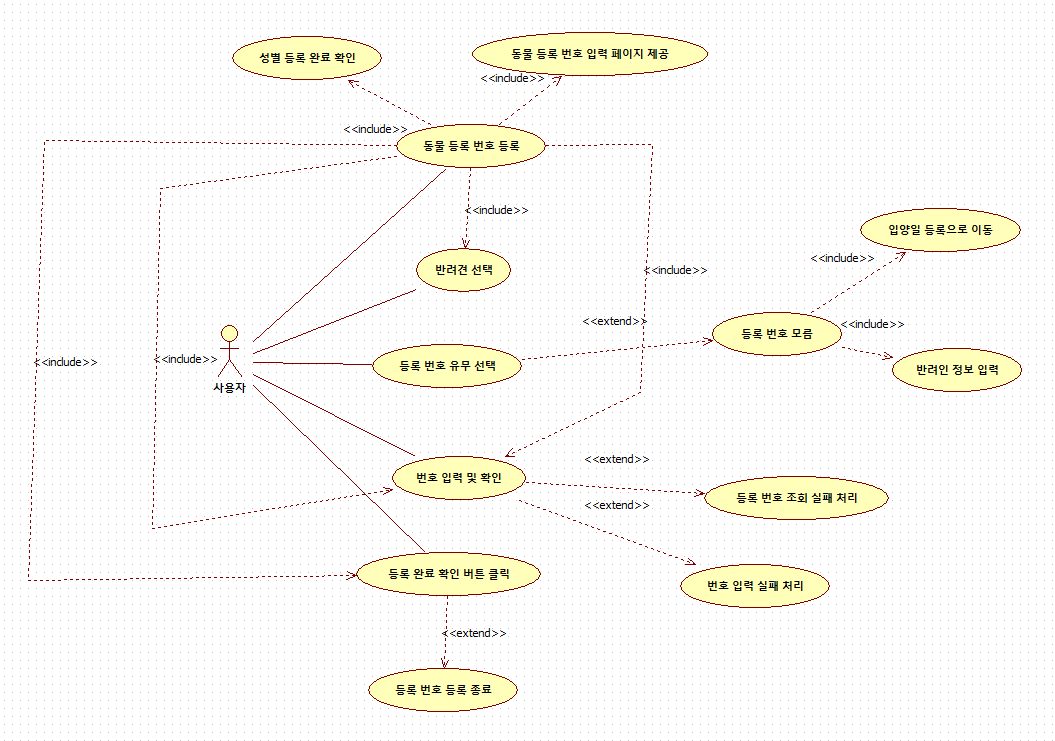 성별 등록 완료 확인
동물 등록 번호 입력 페이지 제공
<<include>>
<<include>>
동물 등록 번호 등록
<<include>>
입양일 등록으로 이동
<<include>>
반려견 선택
<<include>>
<<extend>>
등록 번호 모름
<<include>>
<<include>>
<<include>>
등록 번호 유무 선택
반려인 정보 입력
사용자
<<extend>>
번호 입력 및 확인
등록 번호 조회 실패 처리
<<extend>>
등록 완료 확인 버튼 클릭
번호 입력 실패 처리
<<extend>>
등록 번호 등록 종료